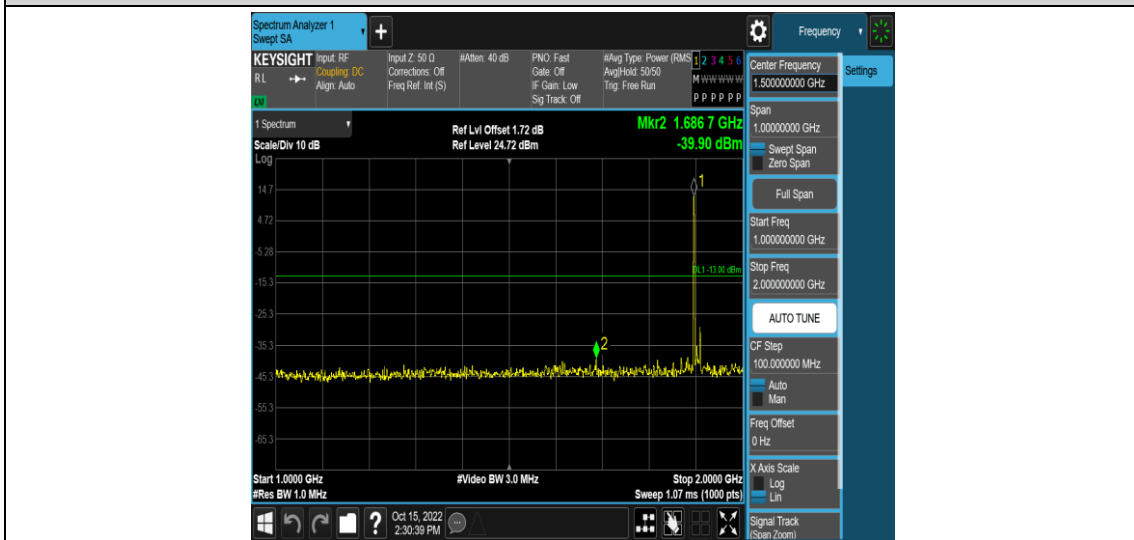 Spectrum Analyzer 1
Swept SA
+
Frequency
KEYSIGHT
RL
LXI
Input: RF
Coupling: DC
Align: Auto
Input Z: 50 Ω
Corrections: Off
Freq Ref: Int (S)
#Atten: 40 dB
PNO: Fast
Gate: Off
IF Gain: Low
Sig Track: Off
#Avg Type: Power (RMS
Avg|Hold: 50/50
Trig: Free Run
1 2 3 4 5 6
M W W W W W
P P P P P P
1 Spectrum
Scale/Div 10 dB
Log
Ref Lvl Offset 1.72 dB
Ref Level 24.72 dBm
Mkr2 1.686 7 GHz
-39.90 dBm
14.7
4.72
-5.28
-15.3
-25.3
-35.3
-45.3
-55.3
-65.3
1
DL1 -13.00 dBm
2
Start 1.0000 GHz
#Res BW 1.0 MHz
#Video BW 3.0 MHz
Stop 2.0000 GHz
Sweep 1.07 ms (1000 pts)
Center Frequency
1.500000000 GHz
Settings
Span
1.00000000 GHz
Swept Span
Zero Span
Full Span
Start Freq
1.000000000 GHz
Stop Freq
2.000000000 GHz
AUTO TUNE
CF Step
100.000000 MHz
Auto
Man
Freq Offset
0 Hz
X Axis Scale
Log
Lin
Signal Track
(Span Zoom)
?
Oct 15, 2022
2:30:39 PM